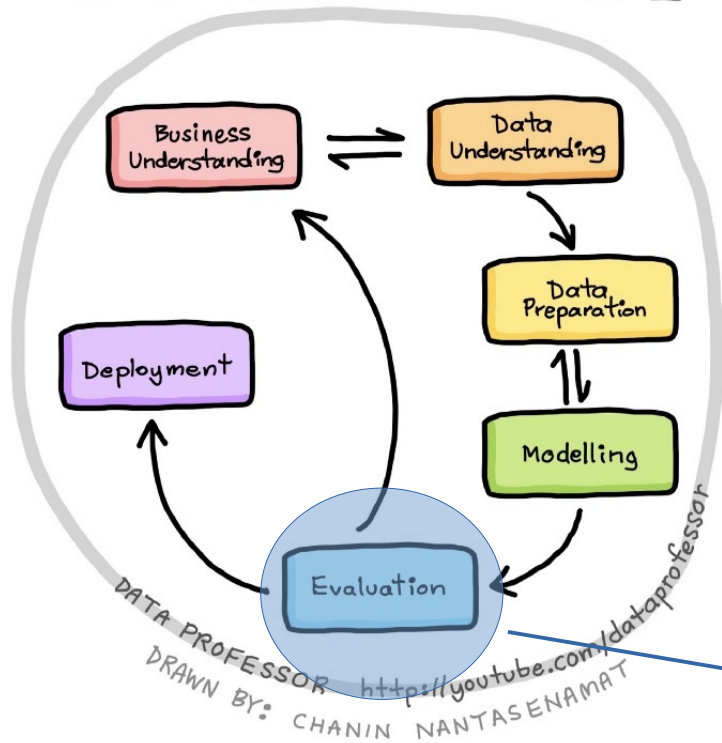 Business
Understanding
Data
Understanding
Data
Preparation
Deployment
Modelling
Evaluation
DATA PROFESSOR http://youtube.com/dataprofessor
DRAWN BY: CHANIN NANTASENAMAT